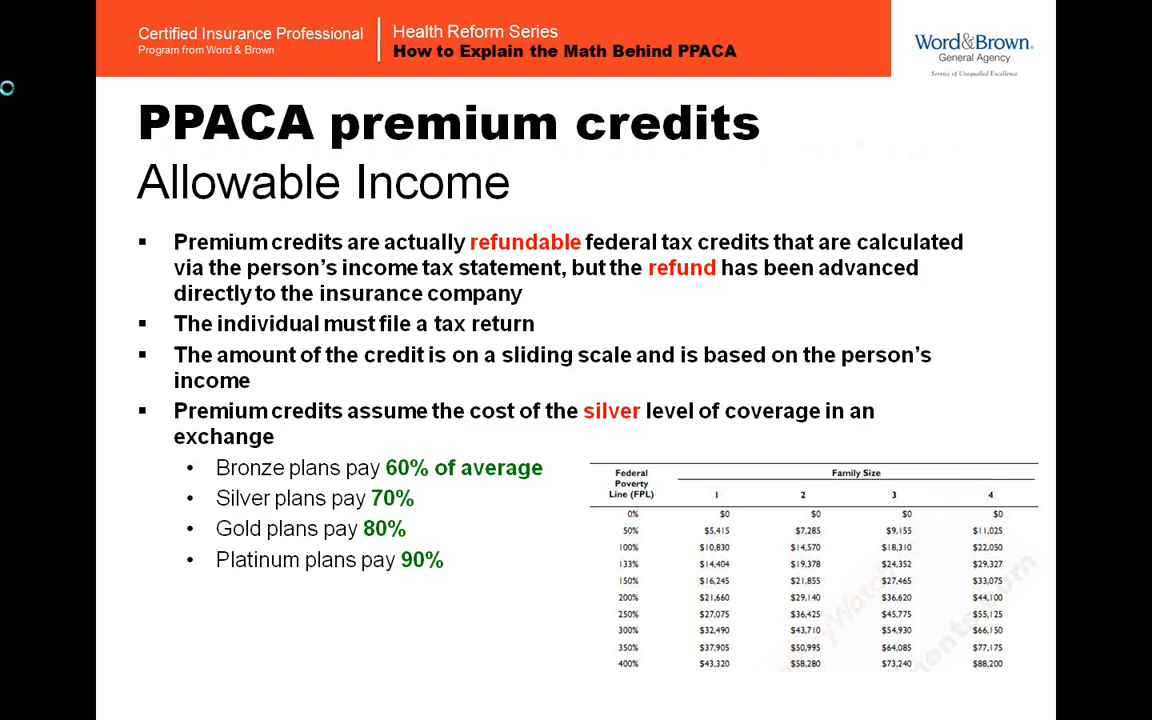 Certified Insurance Professional
Program from Word & Brown
Health Reform Series
How to Explain the Math Behind PPACA
Word&Brown.
General Agency
Service of Unequalled Excellence
PPACA premium credits
Allowable Income
▪ Premium credits are actually refundable federal tax credits that are calculated
via the person's income tax statement, but the refund has been advanced
directly to the insurance company
▪ The individual must file a tax return
▪ The amount of the credit is on a sliding scale and is based on the person's
income
▪ Premium credits assume the cost of the silver level of coverage in an
exchange
• Bronze plans pay 60% of average
• Silver plans pay 70%
• Gold plans pay 80%
• Platinum plans pay 90%
Federal
Poverty
Line (FPL)
Family Size
1 2 3 4
0% $0 $0 $0 $0
50% $5,415 $7,285 $9,155 $11,025
100% $10,830 $14,570 $18,310 $22,050
133% $14,404 $19,378 $24,352 $29,327
150% $16,245 $21,855 $27,465 $33,075
200% $21,660 $29,140 $36,620 $44,100
250% $27,075 $36,425 $45,775 $55,125
300% $32,490 $43,710 $54,930 $66,150
350% $37,905 $50,995 $64,085 $77,175
400% $43,320 $58,280 $73,240 $88,200